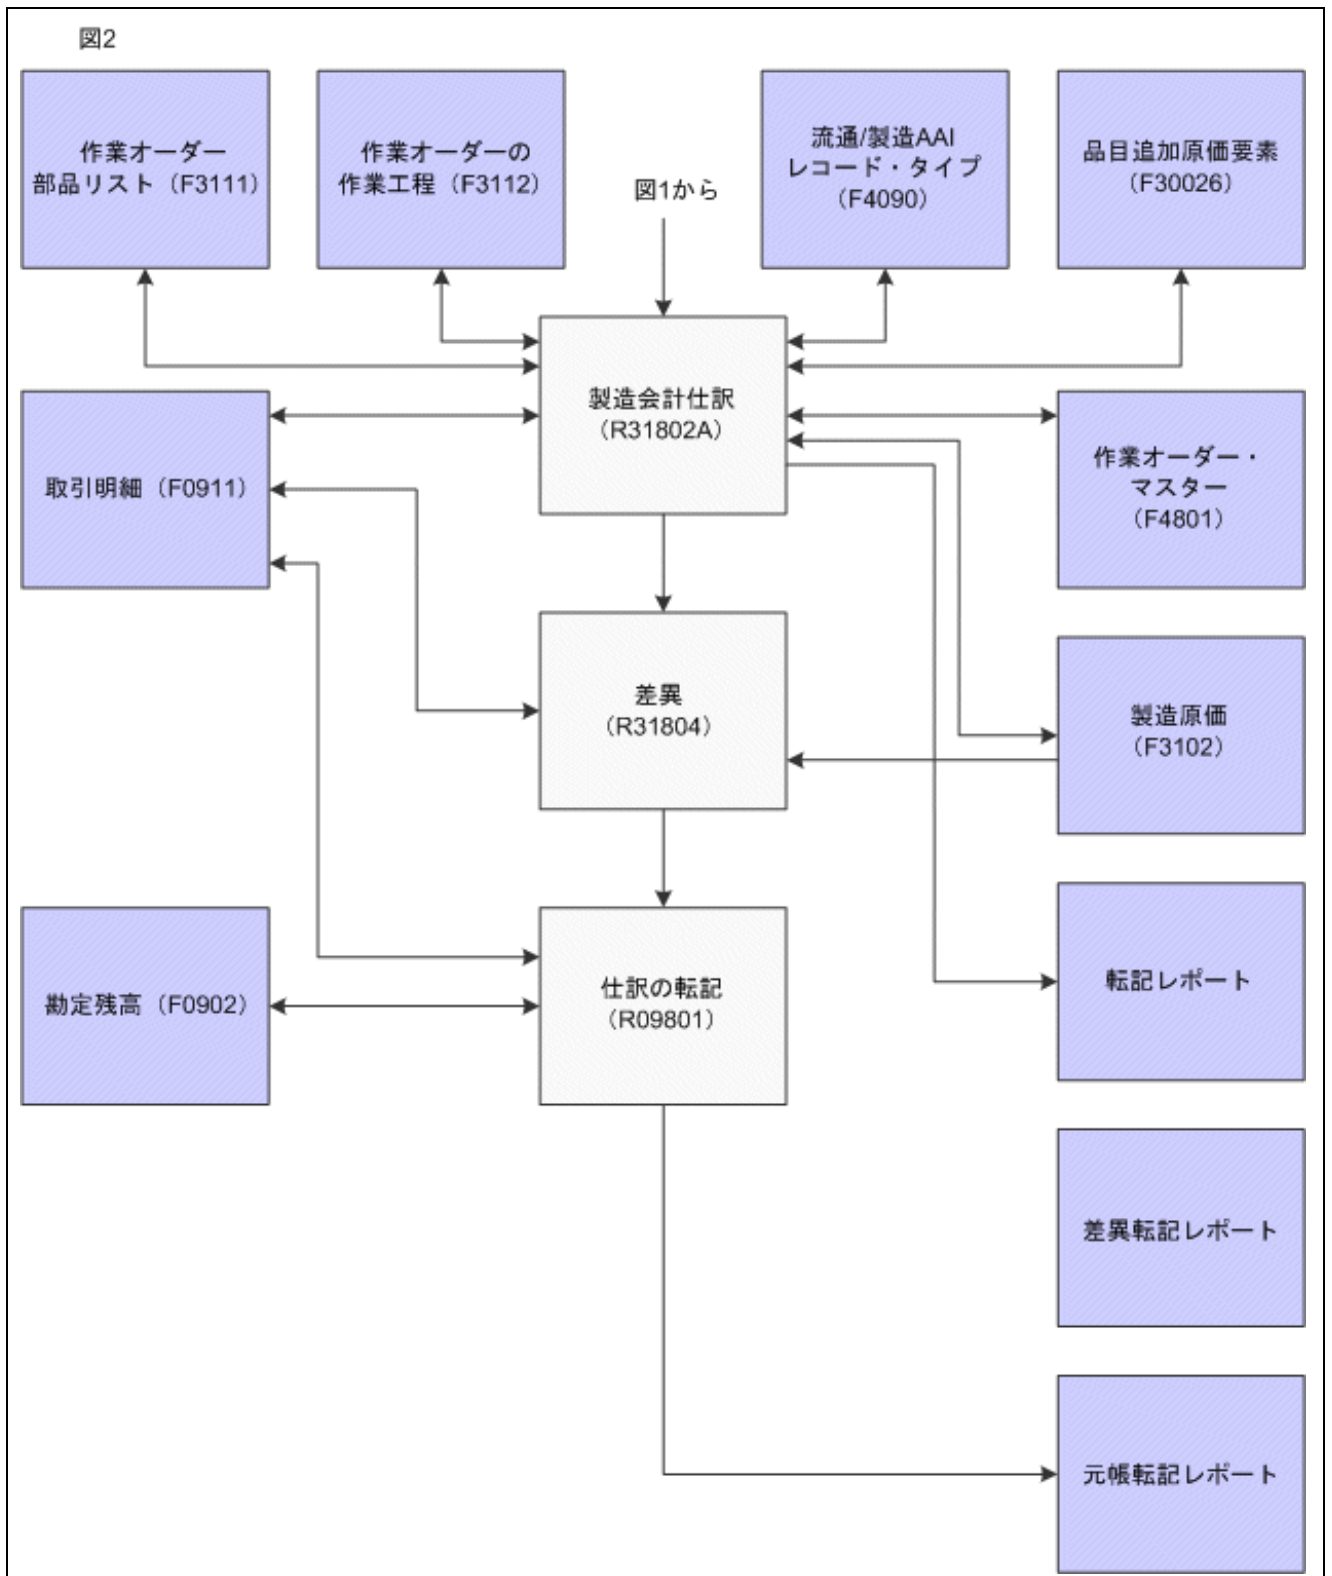 図2
作業オーダー
部品リスト（F3111）
作業オーダーの
作業工程（F3112）
図1から
流通/製造AAI
レコード・タイプ
（F4090）
品目追加原価要素
（F30026）
製造会計仕訳
（R31802A）
取引明細（F0911）
作業オーダー・
マスター
（F4801）
差異
（R31804）
製造原価
（F3102）
勘定残高（F0902）
仕訳の転記
（R09801）
転記レポート
差異転記レポート
元帳転記レポート